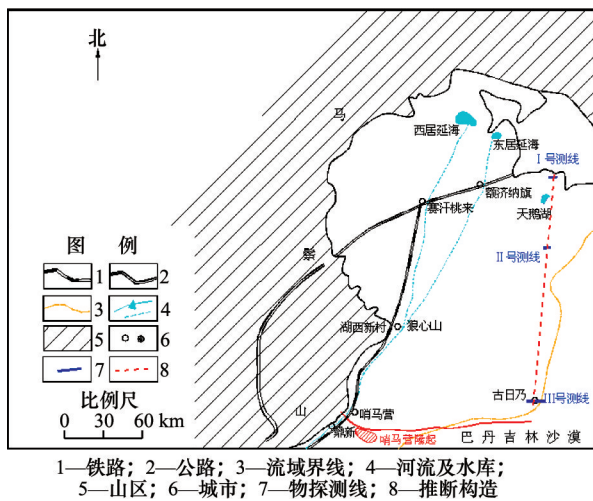 北
马
鬃
山
西居延海
东居延海
I号测线
额济纳旗
赛汗桃来
天鹅湖
II号测线
湖西新村
狼心山
古日乃
III号测线
哨马营
鼎新
哨马营隆起
巴丹吉林沙漠
图 例
1 2
3 4
5 6
7 8
比例尺
0 30 60 km
1—铁路；2—公路；3—流域界线；4—河流及水库；
5—山区；6—城市；7—物探测线；8—推断构造